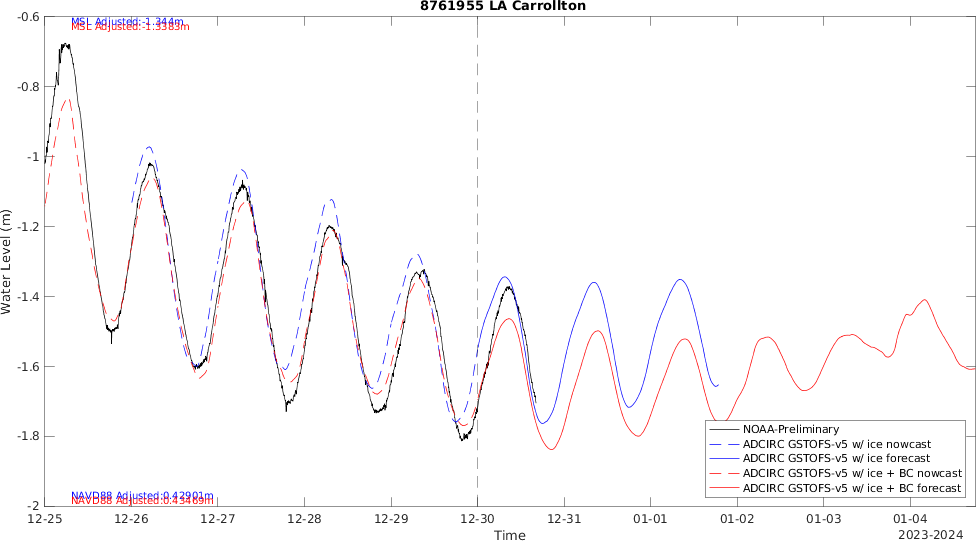 8761955 LA Carrollton
-0.6
MSL Adjusted:-1.344m
MSL Adjusted:-1.3383m
-0.8
-1
-1.2
Water Level (m)
-1.4
-1.6
-1.8
NOAA-Preliminary
ADCIRC GSTOFS-v5 w/ ice nowcast
ADCIRC GSTOFS-v5 w/ ice forecast
ADCIRC GSTOFS-v5 w/ ice + BC nowcast
ADCIRC GSTOFS-v5 w/ ice + BC forecast
NAVD88 Adjusted:0.42901m
NAVD88 Adjusted:0.43469m
-2
12-25 12-26 12-27 12-28 12-29 12-30 12-31 01-01 01-02 01-03 01-04
Time
2023-2024